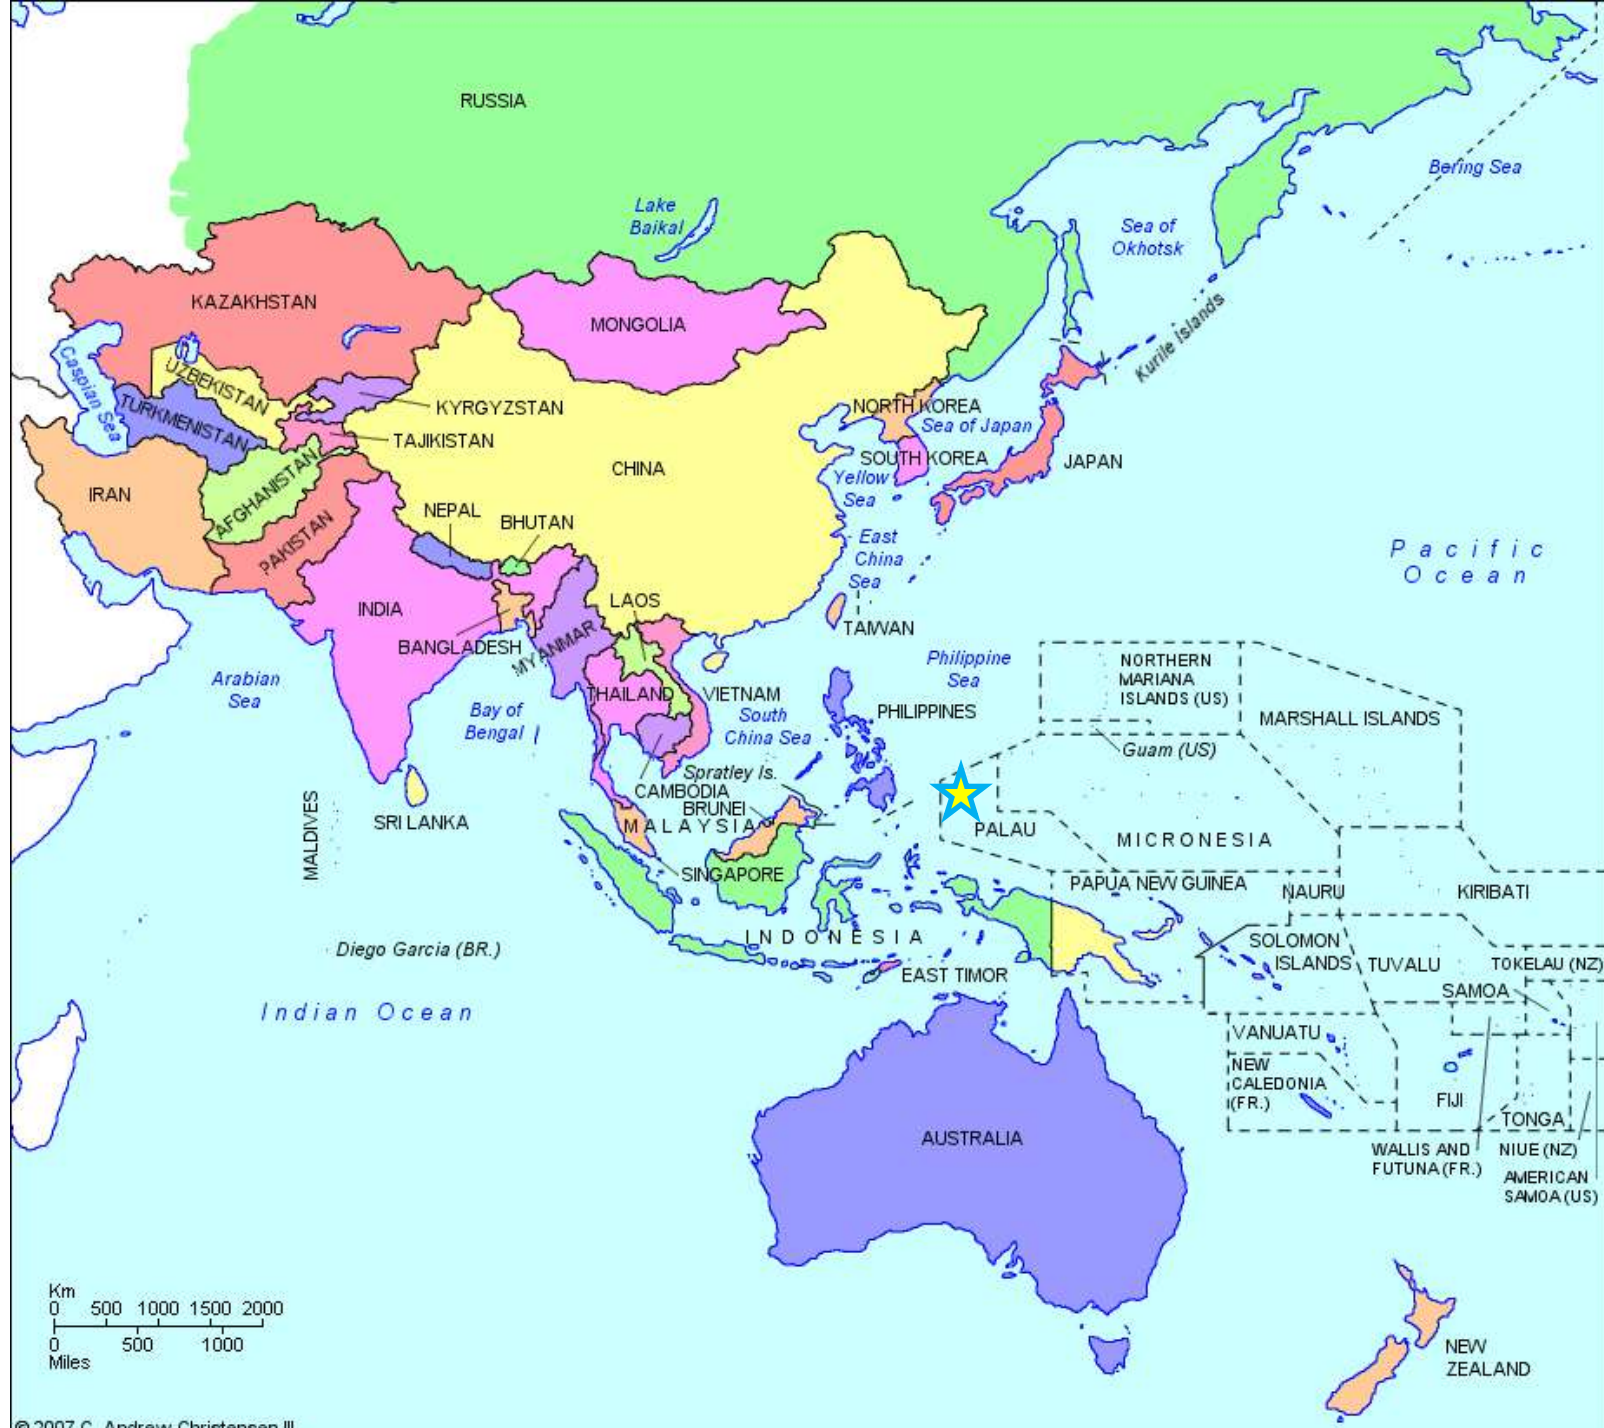 RUSSIA
Bering Sea
Lake
Baikal
Sea of
Okhotsk
KAZAKHSTAN
MONGOLIA
Kurile Islands
Caspian Sea
UZBEKISTAN
TURKMENISTAN
KYRGYZSTAN
TAJIKISTAN
NORTH KOREA
Sea of Japan
SOUTH KOREA
JAPAN
Yellow
Sea
CHINA
IRAN
AFGHANISTAN
PAKISTAN
NEPAL
BHUTAN
East
China
Sea
Pacific
Ocean
INDIA
LAOS
BANGLADESH
MYANMAR
TAIWAN
Arabian
Sea
Bay of
Bengal
THAILAND
VIETNAM
South
China Sea
Philippine
Sea
PHILIPPINES
NORTHERN
MARIANA
ISLANDS (US)
MARSHALL ISLANDS
Guam (US)
Spratley Is.
CAMBODIA
BRUNEI
MALAYSIA
SRI LANKA
MALDIVES
PALAU
MICRONESIA
SINGAPORE
PAPUA NEW GUINEA
NAURU
KIRIBATI
INDONESIA
Diego Garcia (BR.)
EAST TIMOR
SOLOMON
ISLANDS
TUVALU
TOKELAU (NZ)
SAMOA
Indian Ocean
VANUATU
NEW
CALEDONIA
(FR.)
FIJI
TONGA
AUSTRALIA
WALLIS AND
FUTUNA (FR.)
NIUE (NZ)
AMERICAN
SAMOA (US)
Km
0 500 1000 1500 2000
0 500 1000
Miles
NEW
ZEALAND
© 2007 C. Andrew Christensen III